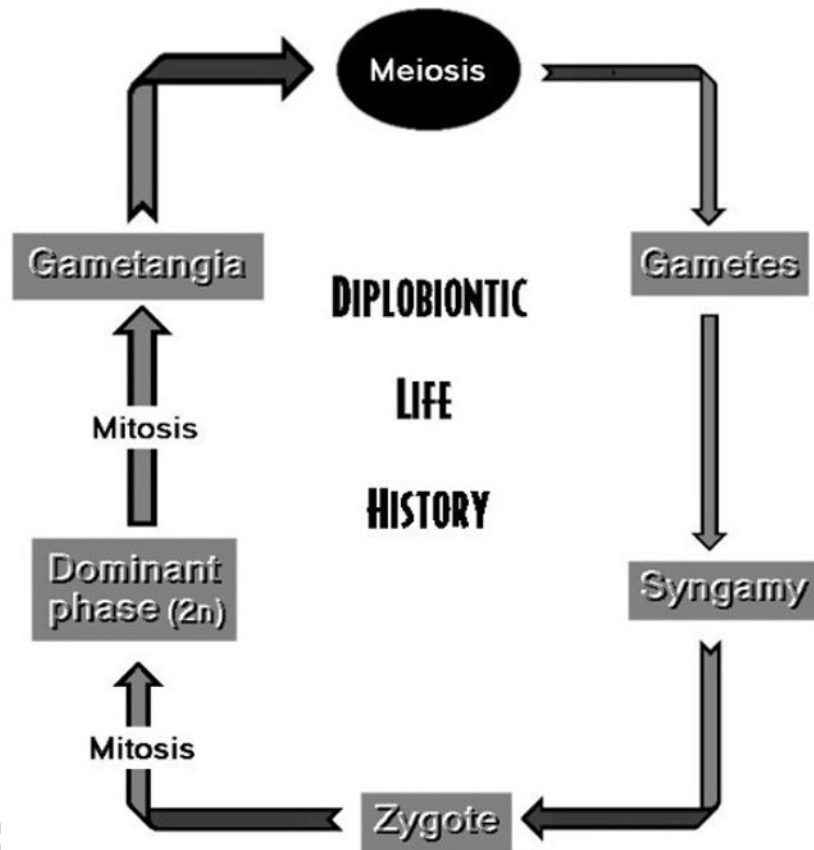 Meiosis
Gametangia
Gametes
DIPLOBIONTIC
LIFE
HISTORY
Mitosis
Dominant
phase (2n)
Syngamy
Mitosis
Zygote